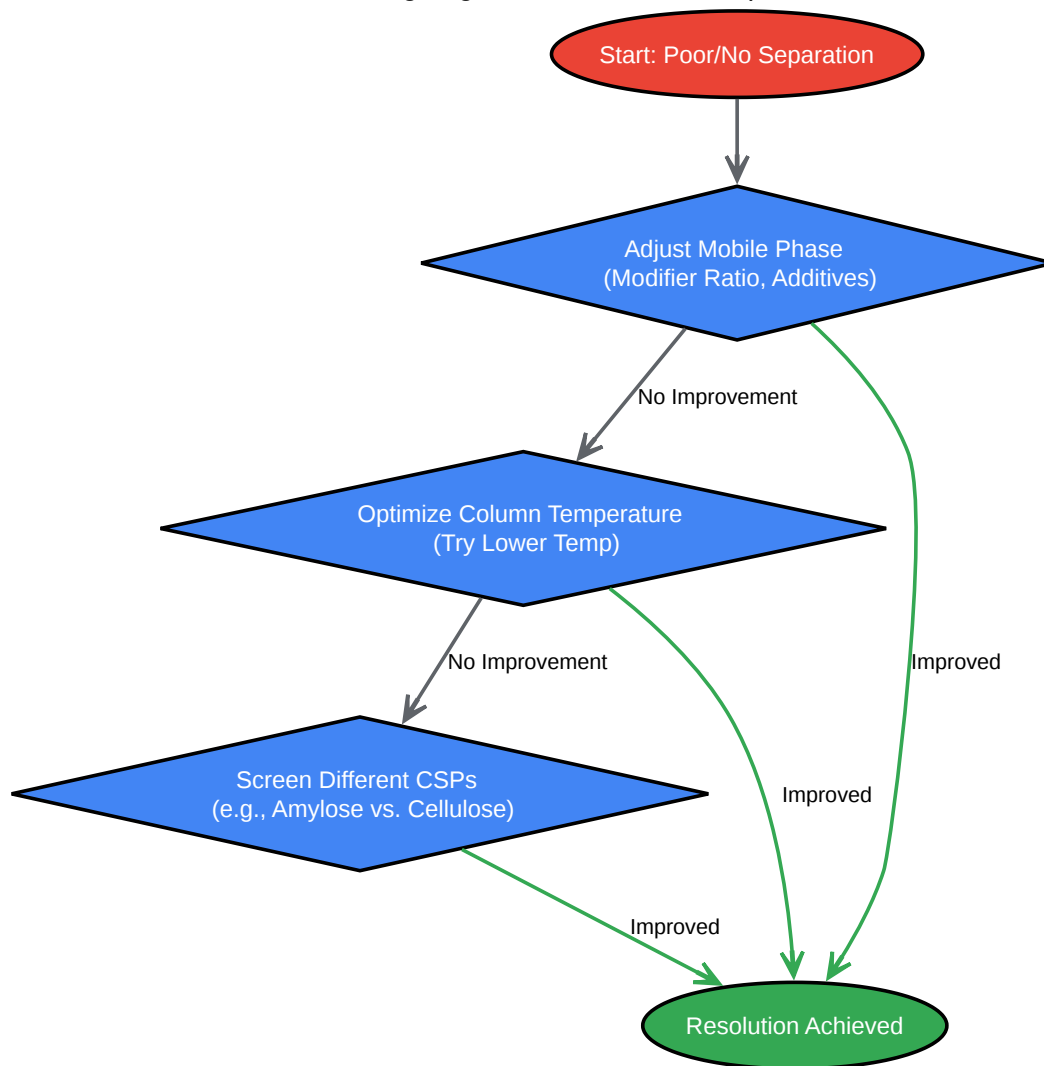 Start: Poor/No Separation
Adjust Mobile Phase
(Modifier Ratio, Additives)
No Improvement
Optimize Column Temperature
(Try Lower Temp)
No Improvement
Improved
Screen Different CSPs
(e.g., Amylose vs. Cellulose)
Improved
Improved
Resolution Achieved